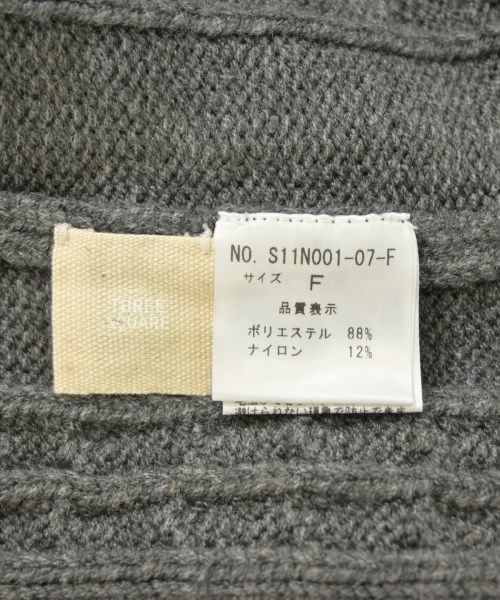 THREE
SQUARE
NO. S11N001-07-F
サイズ
F
品質表示
ポリエステル 88%
ナイロン 12%